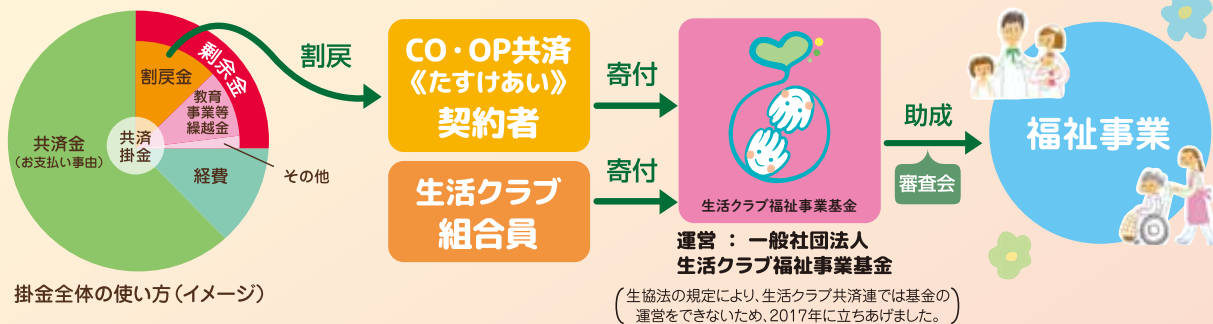 剰余金
割戻金
教育
事業等
繰越金
共済金
(お支払い事由)
共済
掛金
経費
その他
掛金全体の使い方(イメージ)
割戻
CO・OP共済
《たすけあい》
契約者
生活クラブ
組合員
寄付
寄付
生活クラブ福祉事業基金
運営 : 一般社団法人
生活クラブ福祉事業基金
(生協法の規定により、生活クラブ共済連では基金の
運営をできないため、2017年に立ちあげました。)
助成
審査会
福祉事業